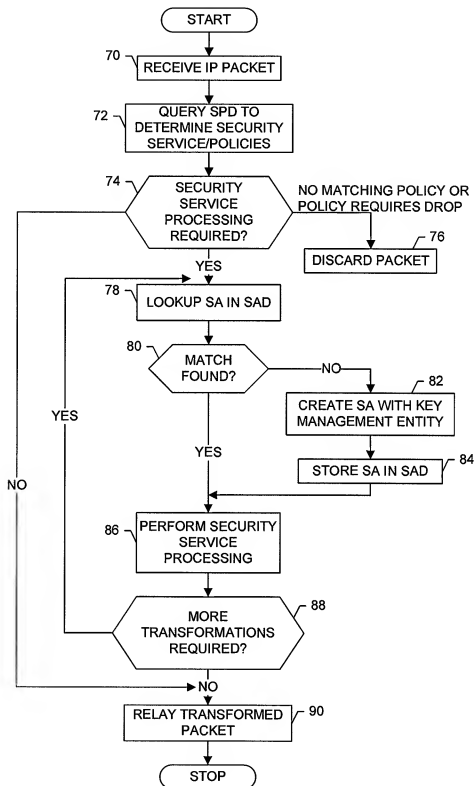 START
70
RECEIVE IP PACKET
72
QUERY SPD TO
DETERMINE SECURITY
SERVICE/POLICIES
74
SECURITY
SERVICE
PROCESSING
REQUIRED?
NO MATCHING POLICY OR
POLICY REQUIRES DROP
76
DISCARD PACKET
YES
78
LOOKUP SA IN SAD
80
MATCH
FOUND?
NO
82
CREATE SA WITH KEY
MANAGEMENT ENTITY
YES
YES
84
STORE SA IN SAD
NO
86
PERFORM SECURITY
SERVICE
PROCESSING
88
MORE
TRANSFORMATIONS
REQUIRED?
NO
90
RELAY TRANSFORMED
PACKET
STOP